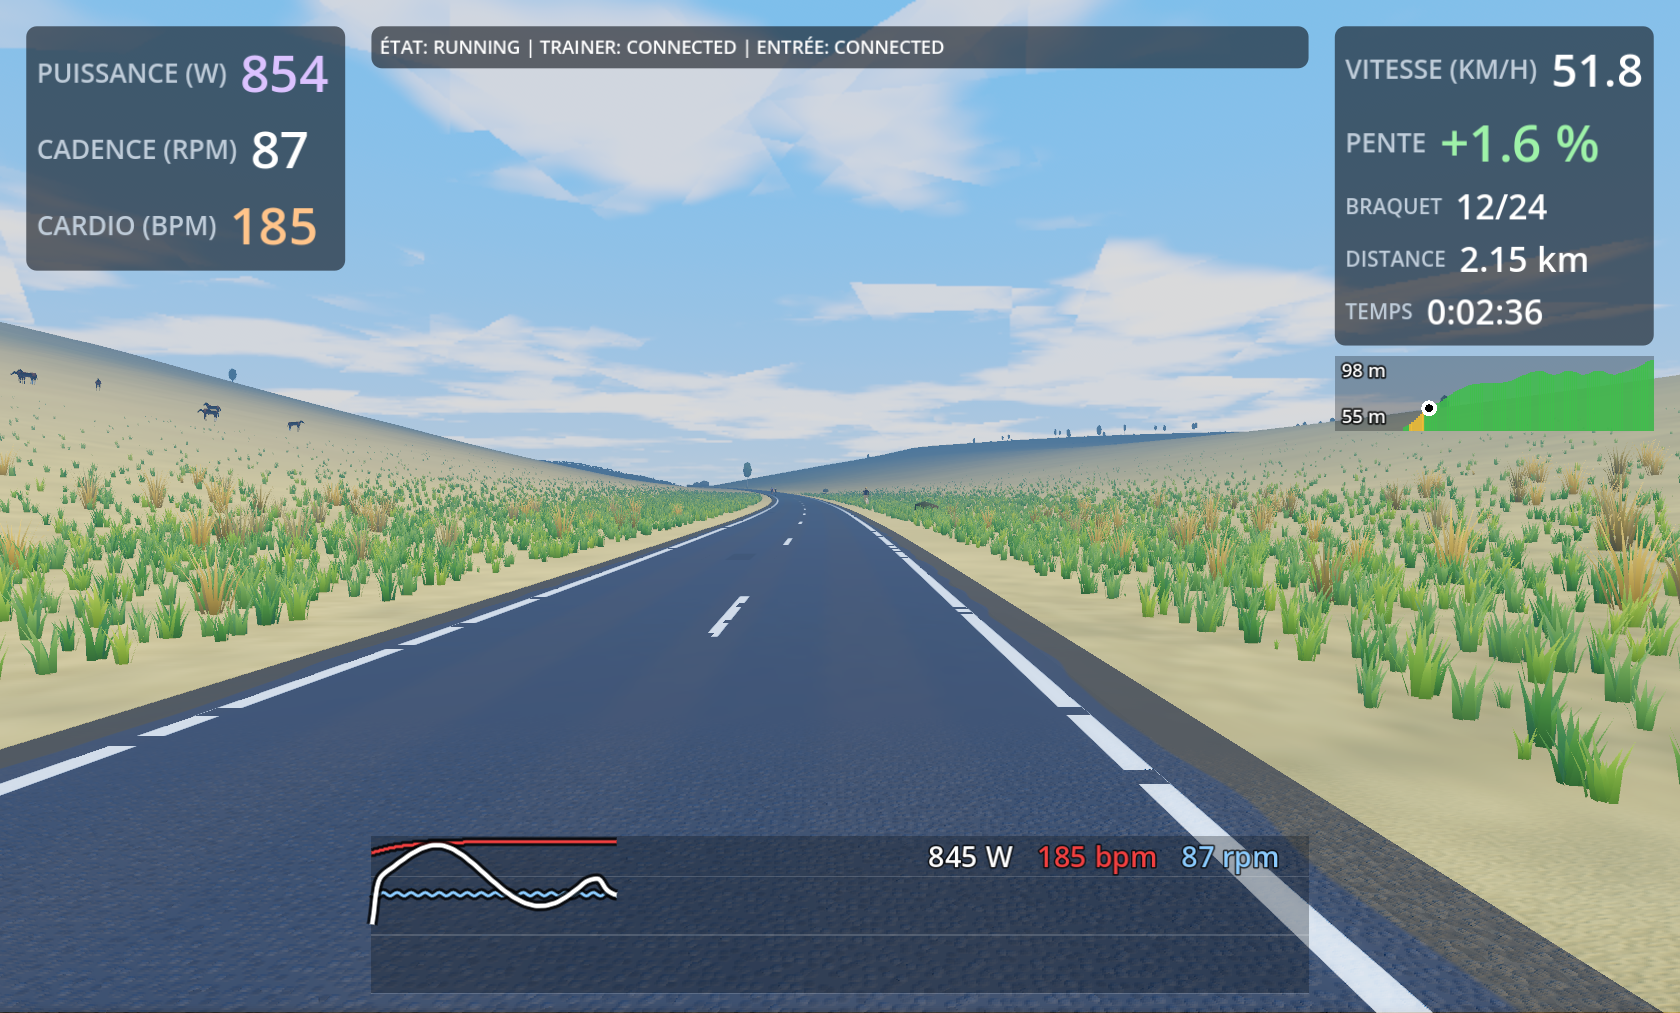 PUISSANCE (W) 854
CADENCE (RPM) 87
CARDIO (BPM) 185
ÉTAT: RUNNING | TRAINER: CONNECTED | ENTRÉE: CONNECTED
VITESSE (KM/H) 51.8
PENTE +1.6 %
BRAQUET 12/24
DISTANCE 2.15 km
TEMPS 0:02:36
98 m
55 m
845 W 185 bpm 87 rpm